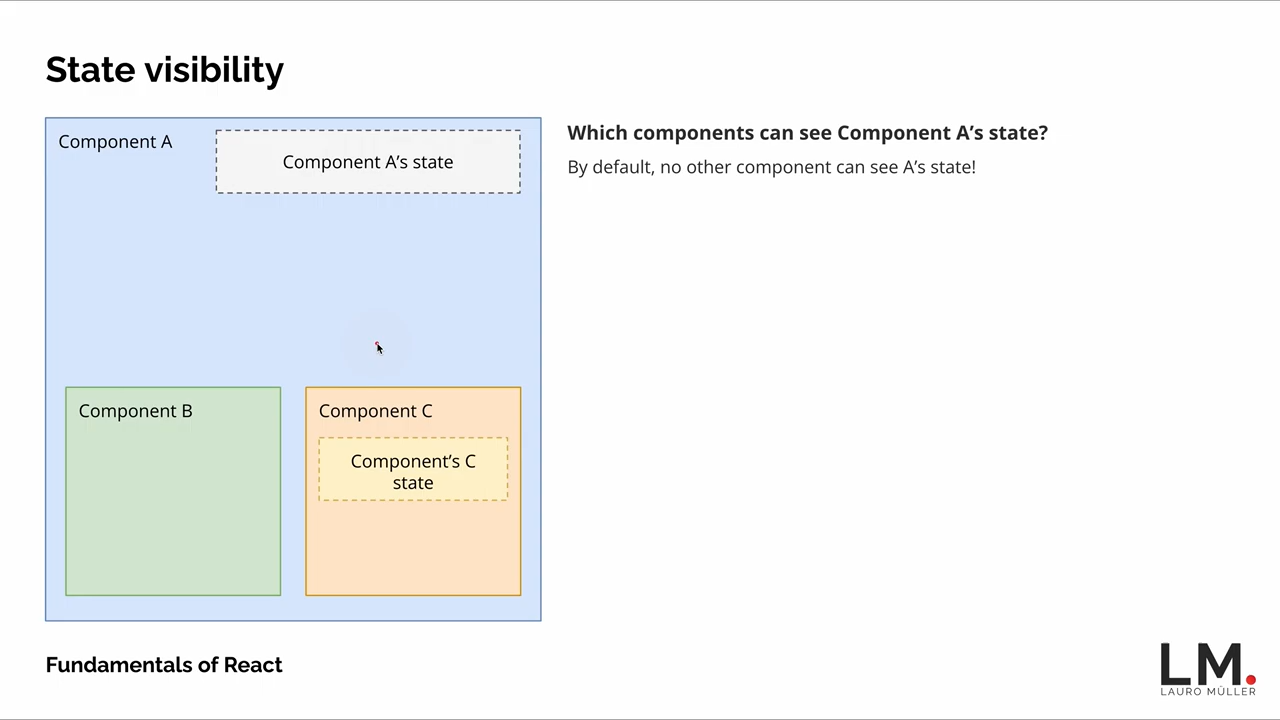 State visibility
Component A
Component A’s state
Which components can see Component A’s state?
By default, no other component can see A’s state!
Component B
Component C
Component’s C
state
Fundamentals of React
LM.
LAURO MÜLLER